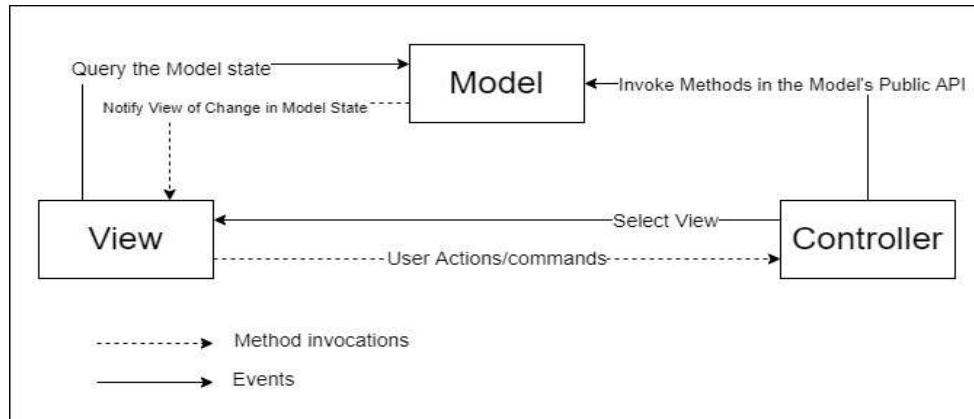 Query the Model state
Model
Invoke Methods in the Model's Public API
Notify View of Change in Model State
View
Select View
Controller
User Actions/commands
Method invocations
Events